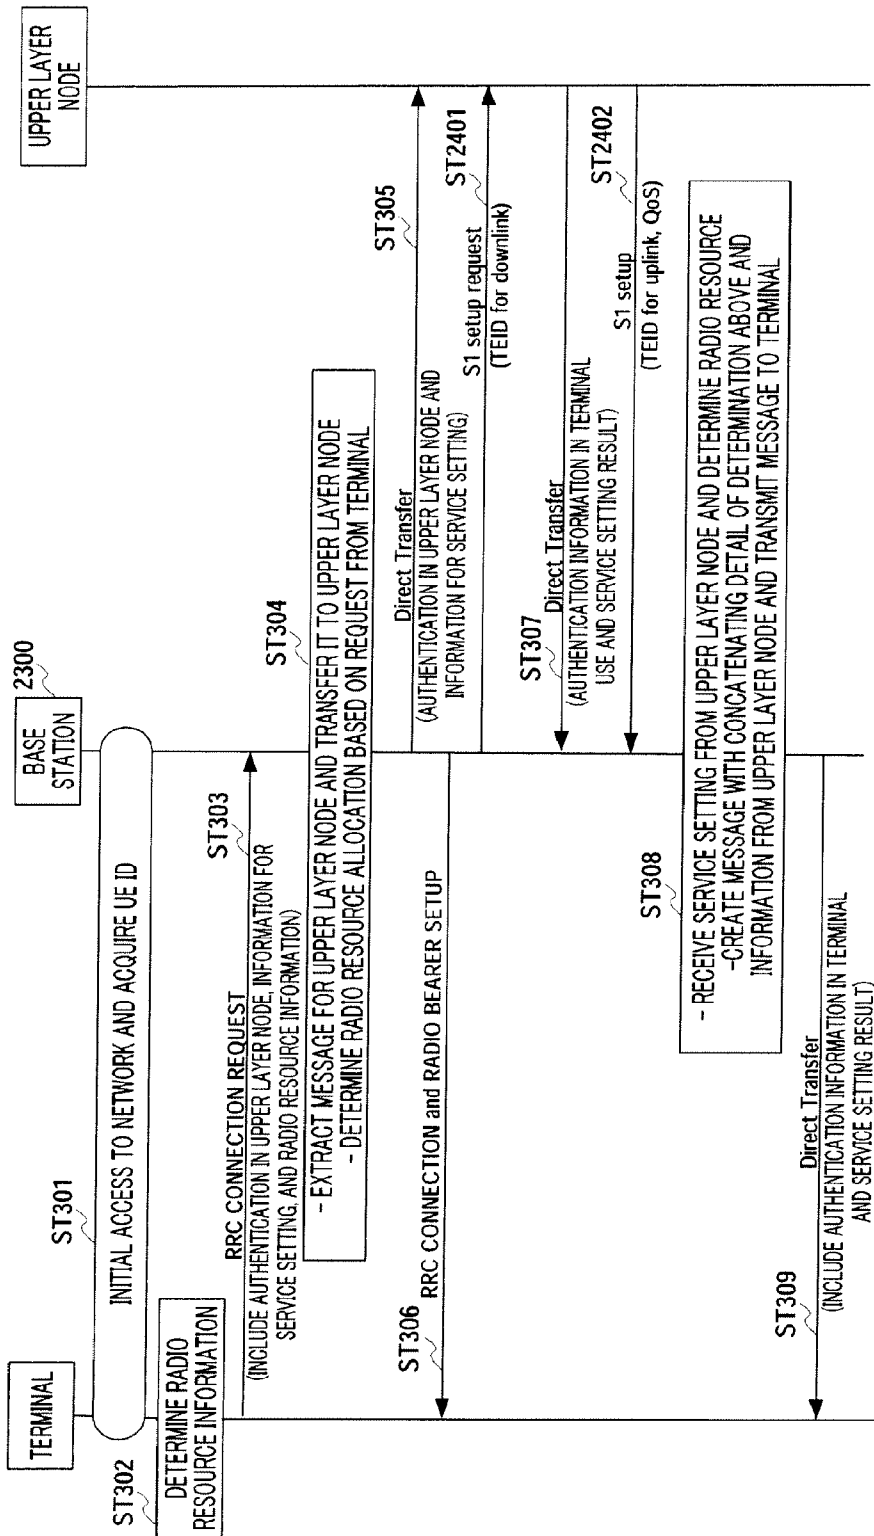 TERMINAL
BASE
STATION
2300
UPPER LAYER
NODE
ST301
INITIAL ACCESS TO NETWORK AND ACQUIRE UE ID
ST302
DETERMINE RADIO
RESOURCE INFORMATION
RRC CONNECTION REQUEST
ST303
(INCLUDE AUTHENTICATION IN UPPER LAYER NODE, INFORMATION FOR
SERVICE SETTING, AND RADIO RESOURCE INFORMATION)
ST304
- EXTRACT MESSAGE FOR UPPER LAYER NODE AND TRANSFER IT TO UPPER LAYER NODE
- DETERMINE RADIO RESOURCE ALLOCATION BASED ON REQUEST FROM TERMINAL
Direct Transfer
ST305
(AUTHENTICATION IN UPPER LAYER NODE AND
INFORMATION FOR SERVICE SETTING)
ST306
RRC CONNECTION and RADIO BEARER SETUP
S1 setup request
ST2401
(TEID for downlink)
ST307
Direct Transfer
(AUTHENTICATION INFORMATION IN TERMINAL
USE AND SERVICE SETTING RESULT)
S1 setup
ST2402
(TEID for uplink, QoS)
ST308
- RECEIVE SERVICE SETTING FROM UPPER LAYER NODE AND DETERMINE RADIO RESOURCE
-CREATE MESSAGE WITH CONCATENATING DETAIL OF DETERMINATION ABOVE AND
INFORMATION FROM UPPER LAYER NODE AND TRANSMIT MESSAGE TO TERMINAL
ST309
Direct Transfer
(INCLUDE AUTHENTICATION INFORMATION IN TERMINAL
AND SERVICE SETTING RESULT)